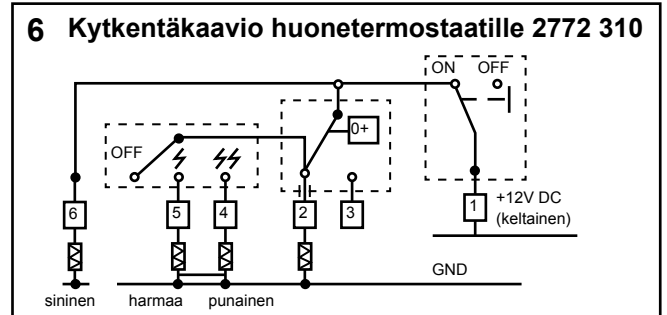 6 Kytkentäkaavio huonetermostaatille 2772 310
ON OFF
0+
OFF
6 5 4 2 3 1 +12V DC
(keltainen)
GND
sininen harmaa punainen